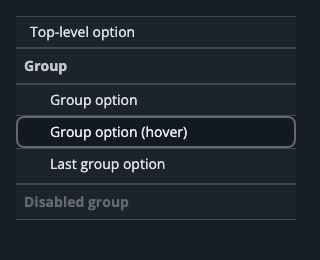 Top-level option
Group
Group option
Group option (hover)
Last group option
Disabled group